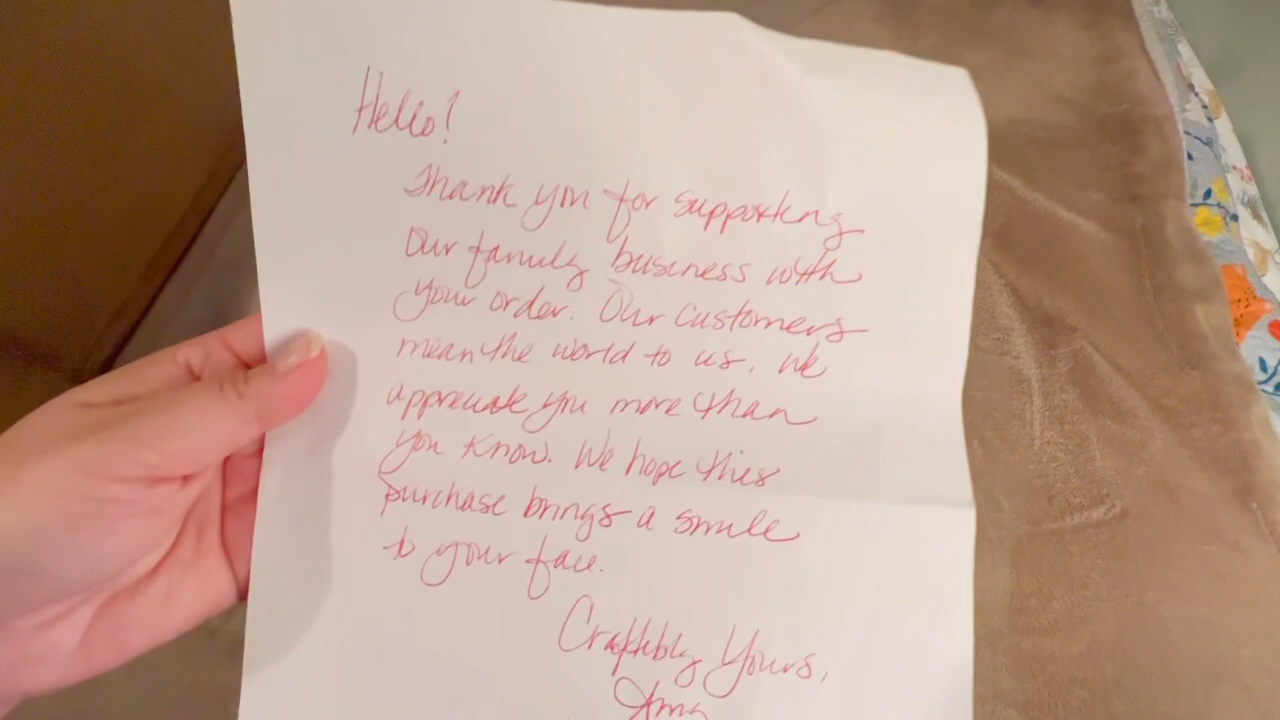 Hello!
Thank you for supporting
our family business with
your order. Our customers
mean the world to us. We
appreciate you more than
you know. We hope this
purchase brings a smile
to your face.
Craftibly Yours,